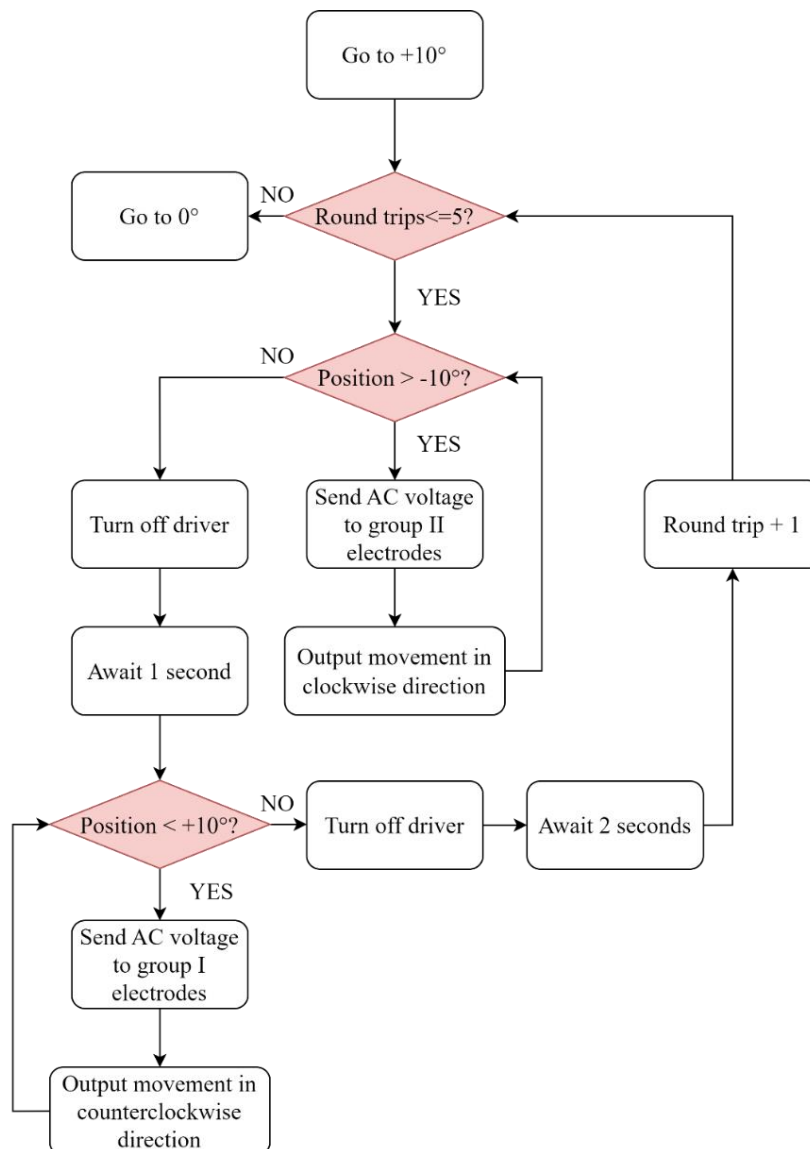 Go to +10°
NO
Go to 0°
Round trips<=5?
YES
NO
Position > -10°?
YES
Turn off driver
Send AC voltage
to group II
electrodes
Round trip + 1
Await 1 second
Output movement in
clockwise direction
Position < +10°?
NO
Turn off driver
Await 2 seconds
YES
Send AC voltage
to group I
electrodes
Output movement in
counterclockwise
direction